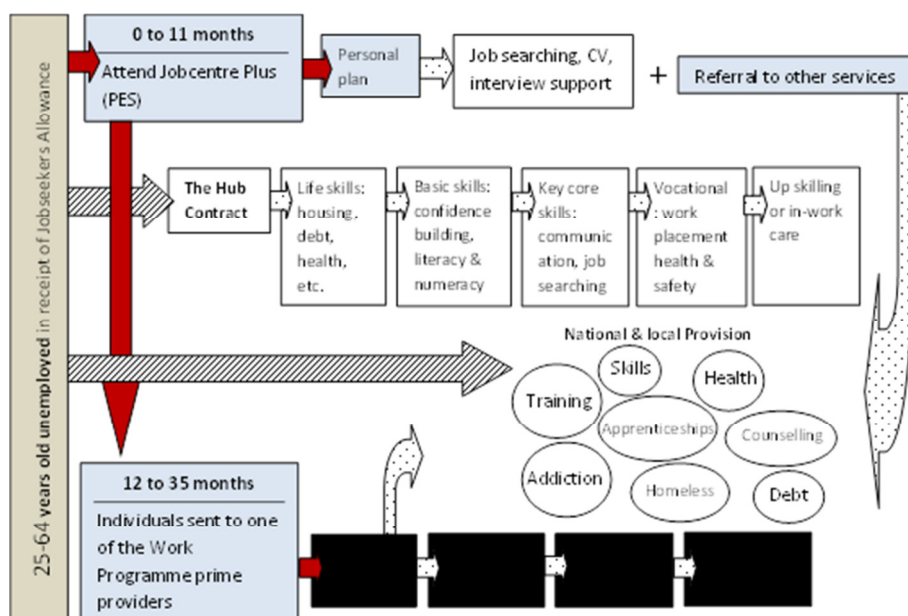 25-64 years old unemployed in receipt of Jobseekers Allowance
0 to 11 months
Attend Jobcentre Plus
(PES)
Personal
plan
Job searching, CV,
interview support
+
Referral to other services
The Hub
Contract
Life skills:
housing,
debt,
health,
etc.
Basic skills:
confidence
building,
literacy &
numeracy
Key core
skills:
communic
ation, job
searching
Vocational
: work
placement
health &
safety
Up skilling
or in-work
care
National & local Provision
Skills
Health
Training
Apprenticeships
Counselling
Addiction
Homeless
Debt
12 to 35 months
Individuals sent to one
of the Work
Programme prime
providers